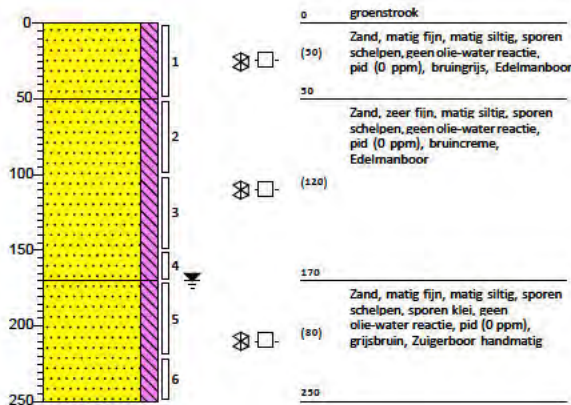 0
50
100
150
200
250
1
2
3
4
5
6
0 groenstrook
(50) Zand, matig fijn, matig siltig, sporen
schelpen, geen olie-water reactie,
pid (0 ppm), bruingrijs, Edelmanboor
50
Zand, zeer fijn, matig siltig, sporen
schelpen, geen olie-water reactie,
pid (0 ppm), bruincreme,
Edelmanboor
(120)
170
Zand, matig fijn, matig siltig, sporen
schelpen, sporen klei, geen
(80) olie-water reactie, pid (0 ppm),
grijsbruin, Zuigerboor handmatig
250